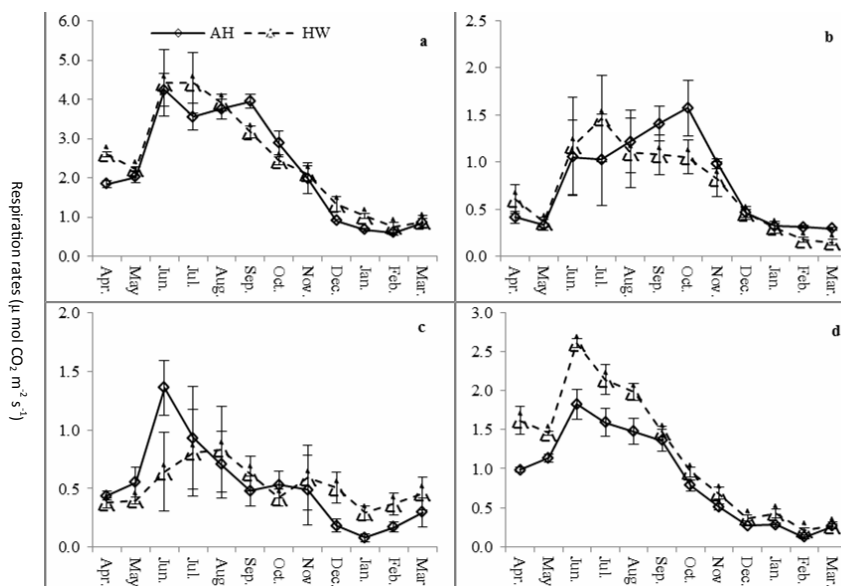 Respiration rates (μ mol CO₂ m⁻² s⁻¹)
AH HW
a
6.0
5.0
4.0
3.0
2.0
1.0
0.0
Apr. May Jun. Jul. Aug. Sep. Oct. Nov. Dec. Jan. Feb. Mar.
b
2.5
2.0
1.5
1.0
0.5
0.0
Apr. May Jun. Jul. Aug. Sep. Oct. Nov. Dec. Jan. Feb. Mar.
c
2.0
1.5
1.0
0.5
0.0
Apr. May Jun. Jul. Aug. Sep. Oct. Nov. Dec. Jan. Feb. Mar.
d
3.0
2.5
2.0
1.5
1.0
0.5
0.0
Apr. May Jun. Jul. Aug. Sep. Oct. Nov. Dec. Jan. Feb. Mar.